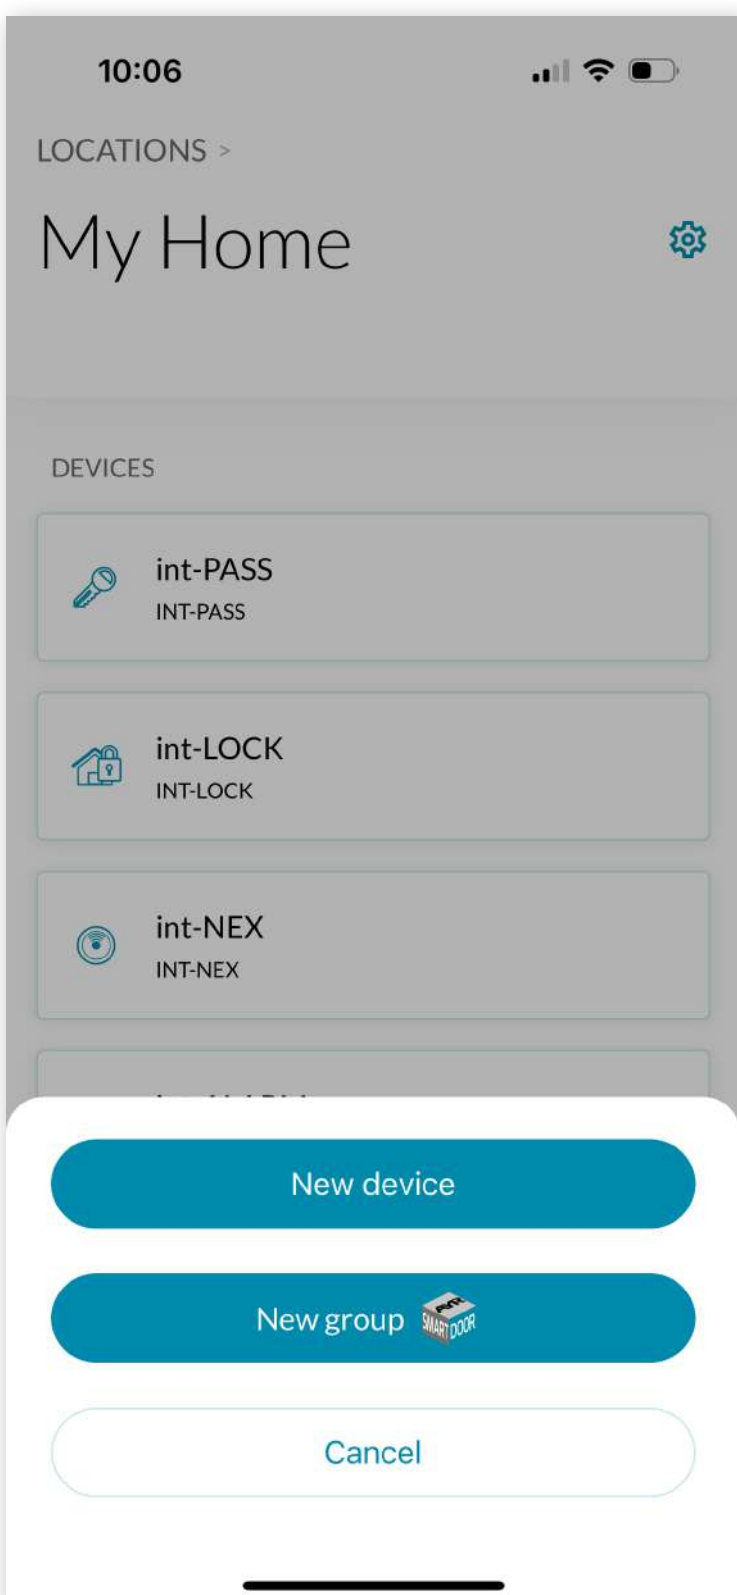 10:06
LOCATIONS >
My Home
DEVICES
int-PASS
INT-PASS
int-LOCK
INT-LOCK
int-NEX
INT-NEX
New device
New group AYR SMART DOOR
Cancel